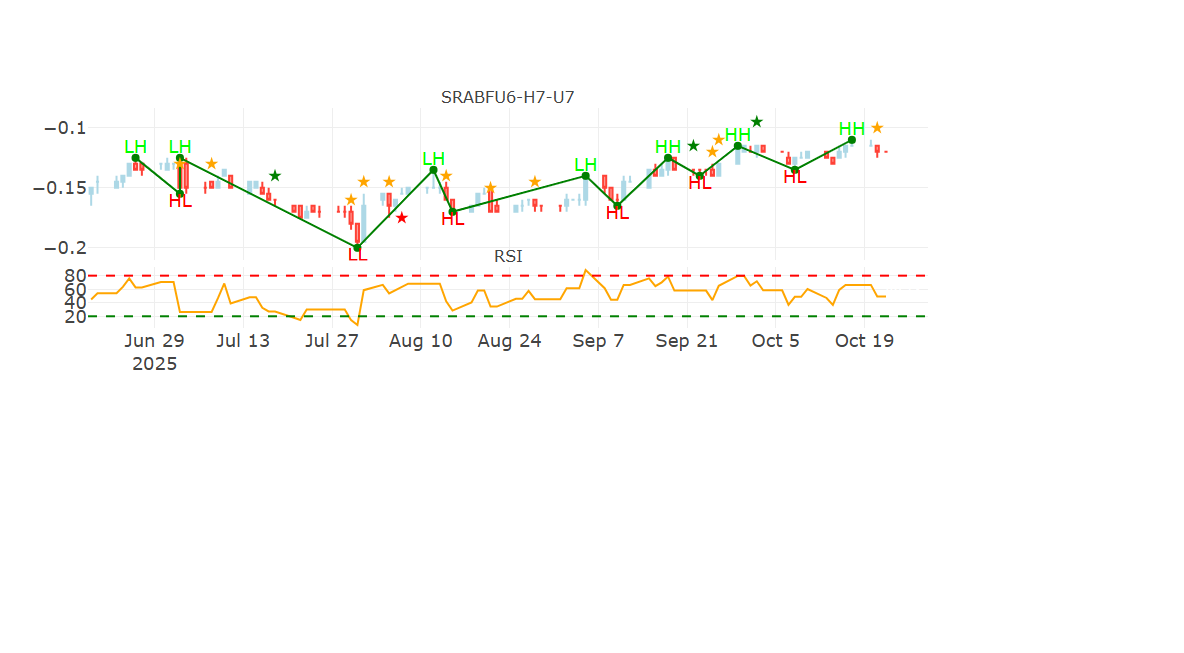 SRABFU6-H7-U7
−0.1
−0.15
−0.2
LH
LH
HL
LL
LH
HL
LH
HL
HH
HL
HH
HL
HH
RSI
80
60
40
20
Jun 29
2025
Jul 13
Jul 27
Aug 10
Aug 24
Sep 7
Sep 21
Oct 5
Oct 19